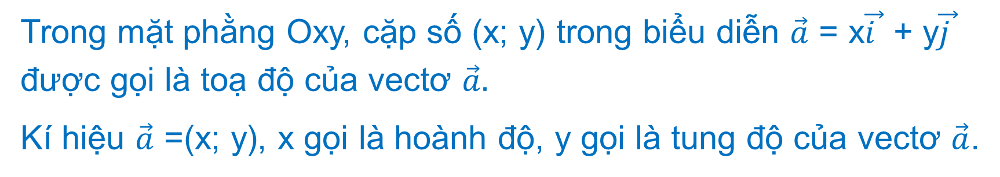 Trong mặt phẳng Oxy, cặp số (x; y) trong biểu diễn $\vec{a}$ = x$\vec{i}$ + y$\vec{j}$
được gọi là toạ độ của vectơ $\vec{a}$.
Kí hiệu $\vec{a}$ =(x; y), x gọi là hoành độ, y gọi là tung độ của vectơ $\vec{a}$.